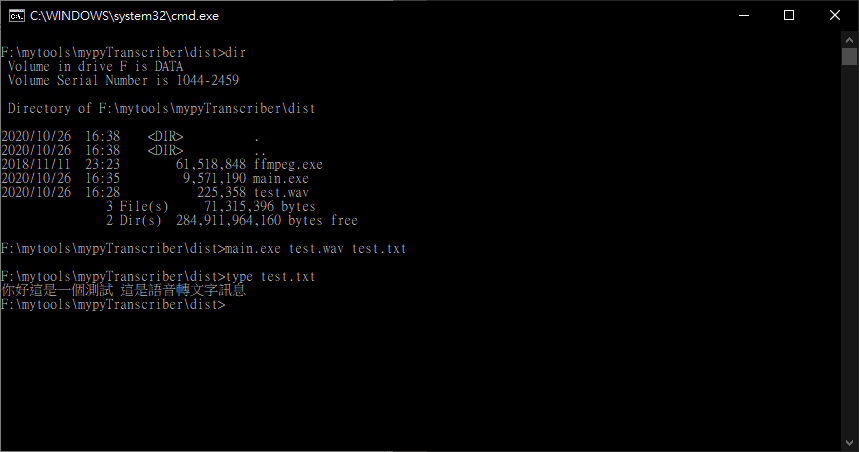 C:\WINDOWS\system32\cmd.exe
F:\mytools\mypyTranscriber\dist>dir
 Volume in drive F is DATA
 Volume Serial Number is 1044-2459
 Directory of F:\mytools\mypyTranscriber\dist
2020/10/26  16:38    <DIR>          .
2020/10/26  16:38    <DIR>          ..
2018/11/11  23:23        61,518,848 ffmpeg.exe
2020/10/26  16:35         9,571,190 main.exe
2020/10/26  16:28           225,358 test.wav
               3 File(s)     71,315,396 bytes
               2 Dir(s)  284,911,964,160 bytes free
F:\mytools\mypyTranscriber\dist>main.exe test.wav test.txt
F:\mytools\mypyTranscriber\dist>type test.txt
你好這是一個測試 這是語音轉文字訊息
F:\mytools\mypyTranscriber\dist>